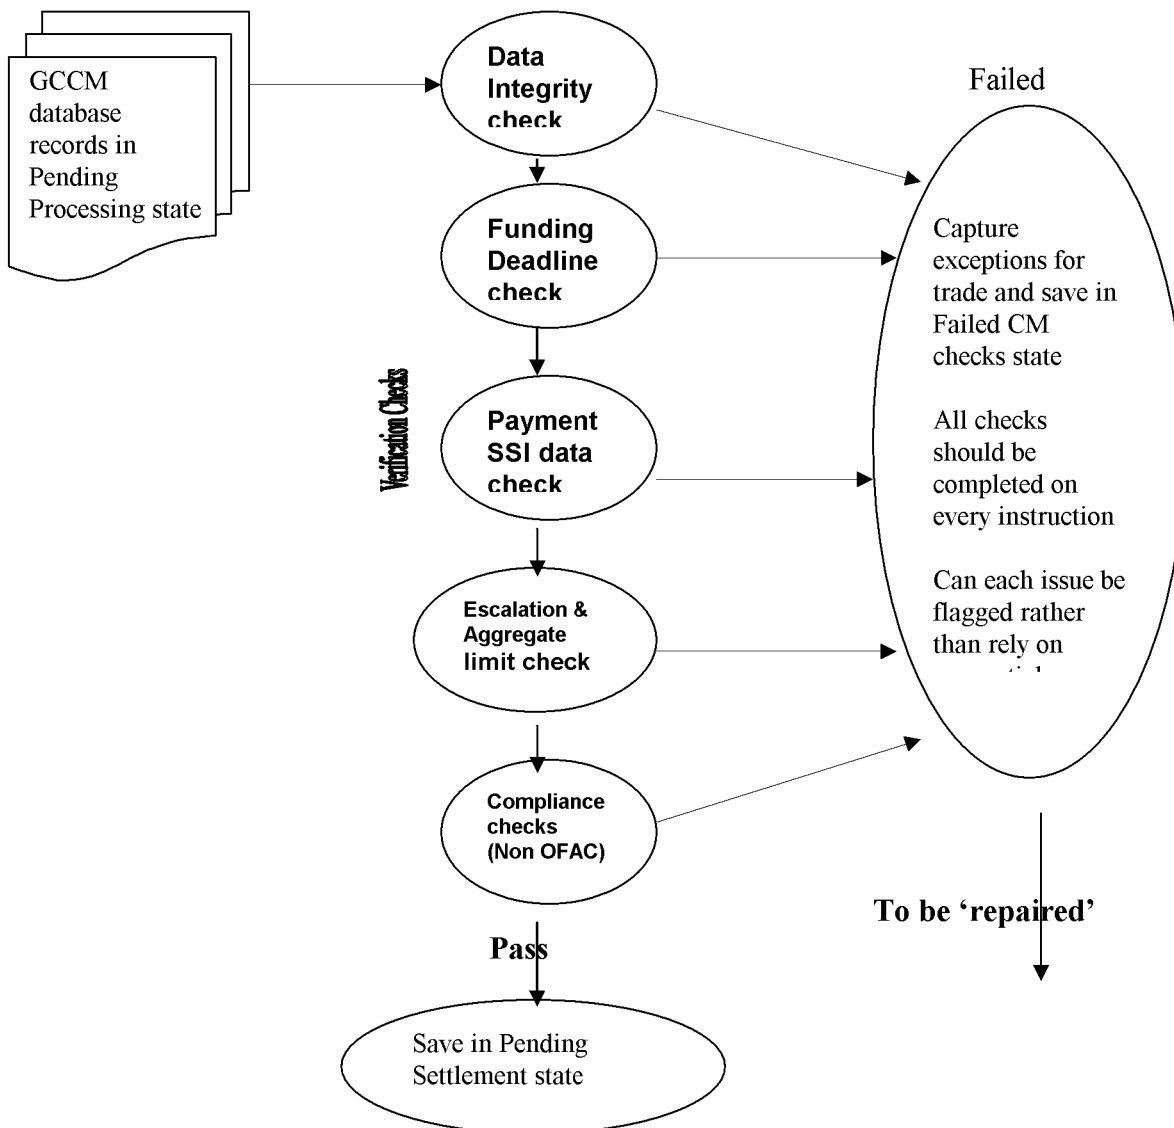 GCCM
database
records in
Pending
Processing state
Data
Integrity
check
Failed
Funding
Deadline
check
Capture
exceptions for
trade and save in
Failed CM
checks state
Verification Checks
Payment
SSI data
check
All checks
should be
completed on
every instruction
Escalation &
Aggregate
limit check
Can each issue be
flagged rather
than rely on
Compliance
checks
(Non OFAC)
To be ‘repaired’
Pass
Save in Pending
Settlement state